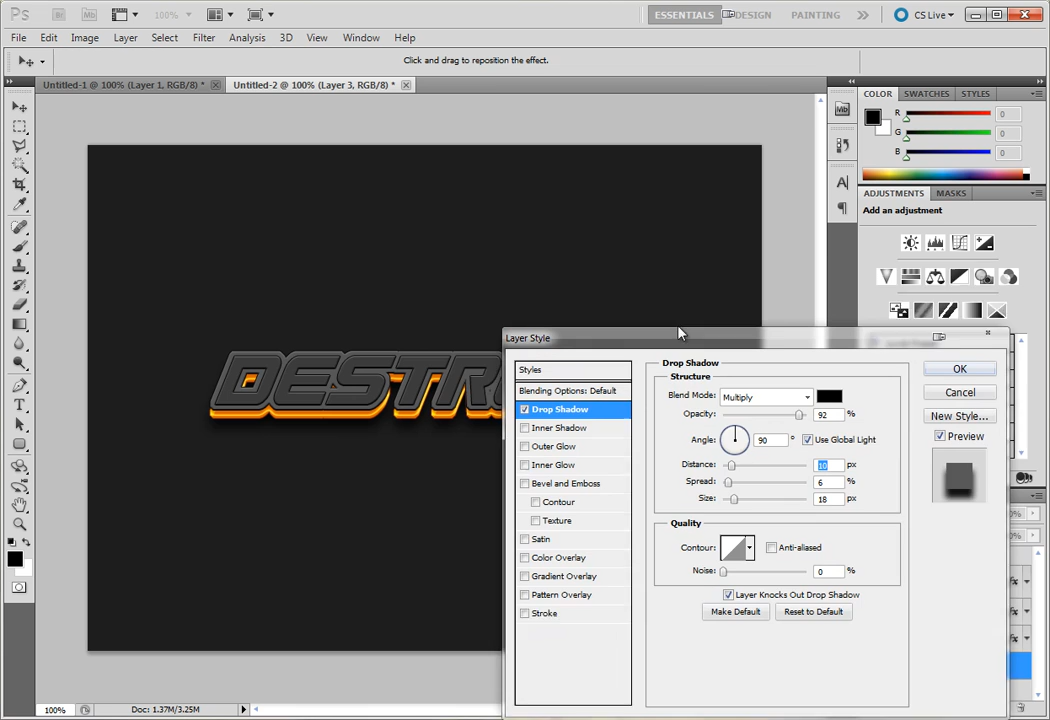 Ps Br Mb 100% ESSENTIALS DESIGN PAINTING CS Live
File Edit Image Layer Select Filter Analysis 3D View Window Help
Click and drag to reposition the effect.
Untitled-1 @ 100% (Layer 1, RGB/8) * Untitled-2 @ 100% (Layer 3, RGB/8) *
COLOR SWATCHES STYLES
R 0
G 0
B 0
ADJUSTMENTS MASKS
Add an adjustment
DESTR
Layer Style
Styles
Blending Options: Default
Drop Shadow
Inner Shadow
Outer Glow
Inner Glow
Bevel and Emboss
Contour
Texture
Satin
Color Overlay
Gradient Overlay
Pattern Overlay
Stroke
Drop Shadow
Structure
Blend Mode: Multiply
Opacity: 92 %
Angle: 90 ° Use Global Light
Distance: 10 px
Spread: 6 %
Size: 18 px
Quality
Contour: Anti-aliased
Noise: 0 %
Layer Knocks Out Drop Shadow
Make Default Reset to Default
OK
Cancel
New Style...
Preview
100% Doc: 1.37M/3.25M